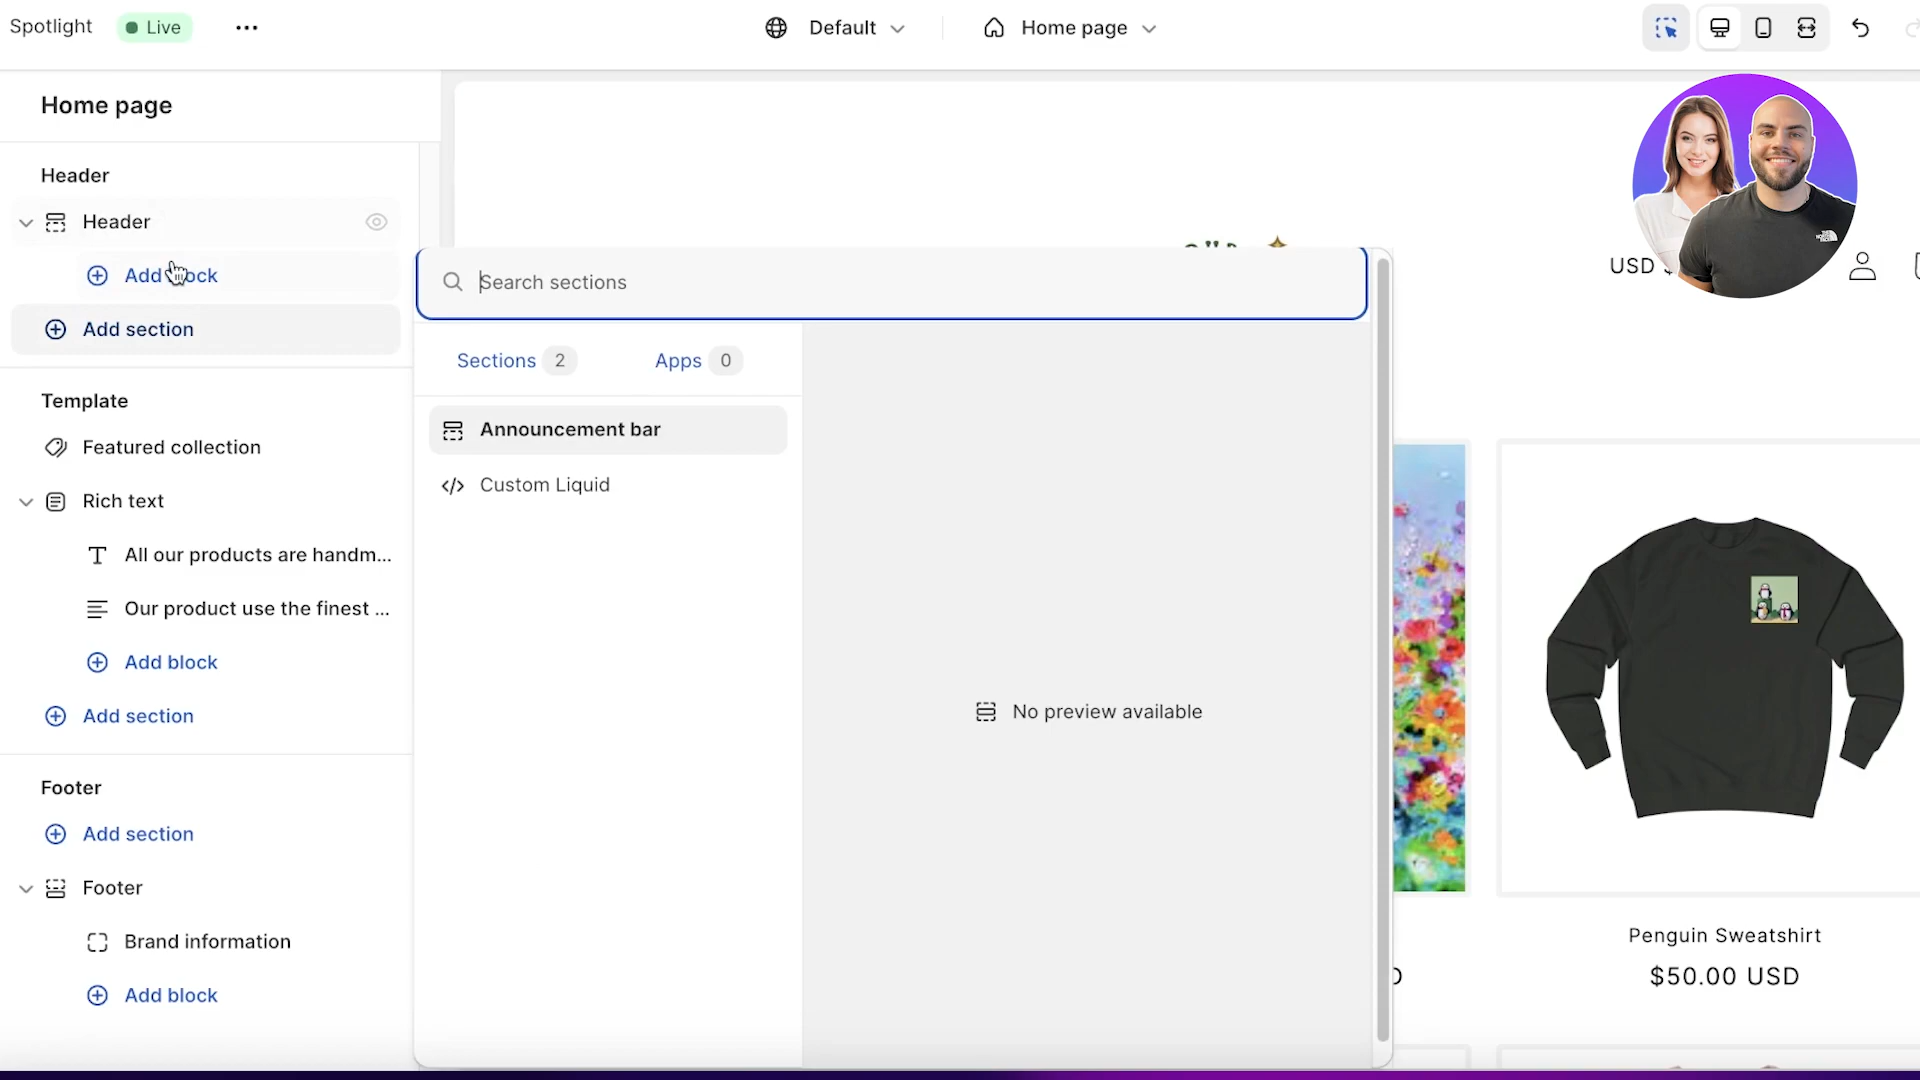 Spotlight
Live
Default
Home page
Home page
Header
Header
Add block
Add section
Template
Featured collection
Rich text
All our products are handm...
Our product use the finest ...
Add block
Add section
Footer
Add section
Footer
Brand information
Add block
Search sections
Sections 2
Apps 0
Announcement bar
Custom Liquid
No preview available
USD
Penguin Sweatshirt
$50.00 USD